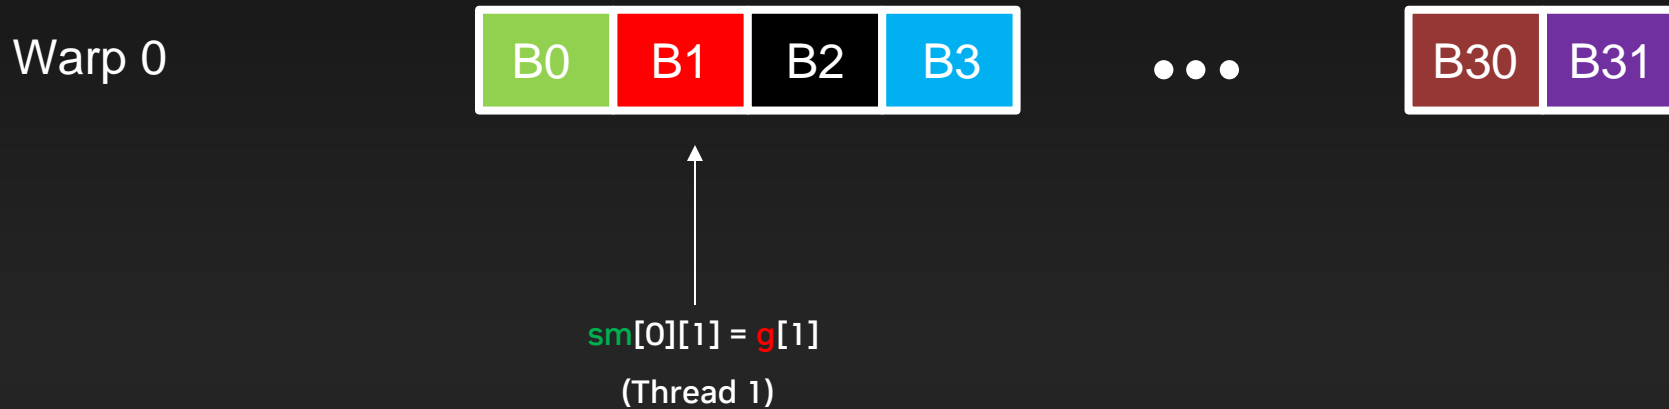 Warp 0 B0 B1 B2 B3 ••• B30 B31
sm[0][1] = g[1]
(Thread 1)